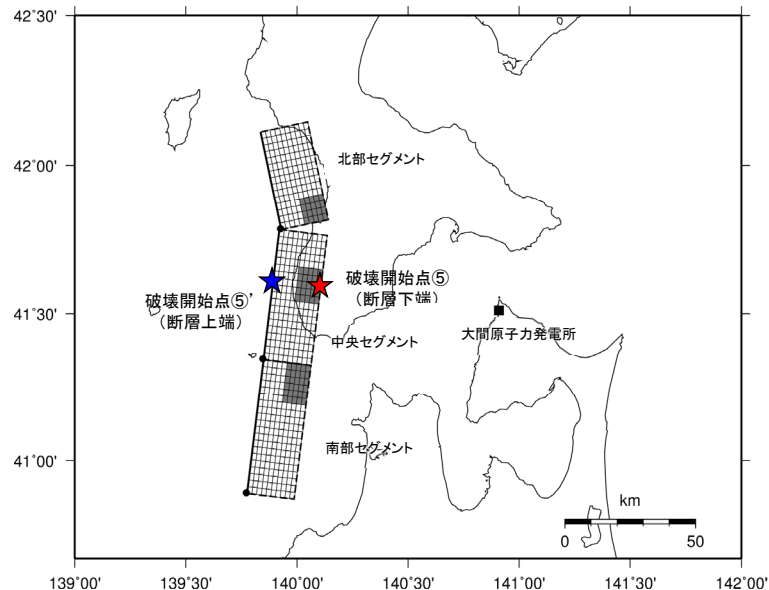 42°30'
42°00'
41°30'
41°00'
北部セグメント
破壊開始点⑤
（断層下端）
破壊開始点⑤'
（断層上端）
大間原子力発電所
中央セグメント
南部セグメント
km
0 50
139°00' 139°30' 140°00' 140°30' 141°00' 141°30' 142°00'